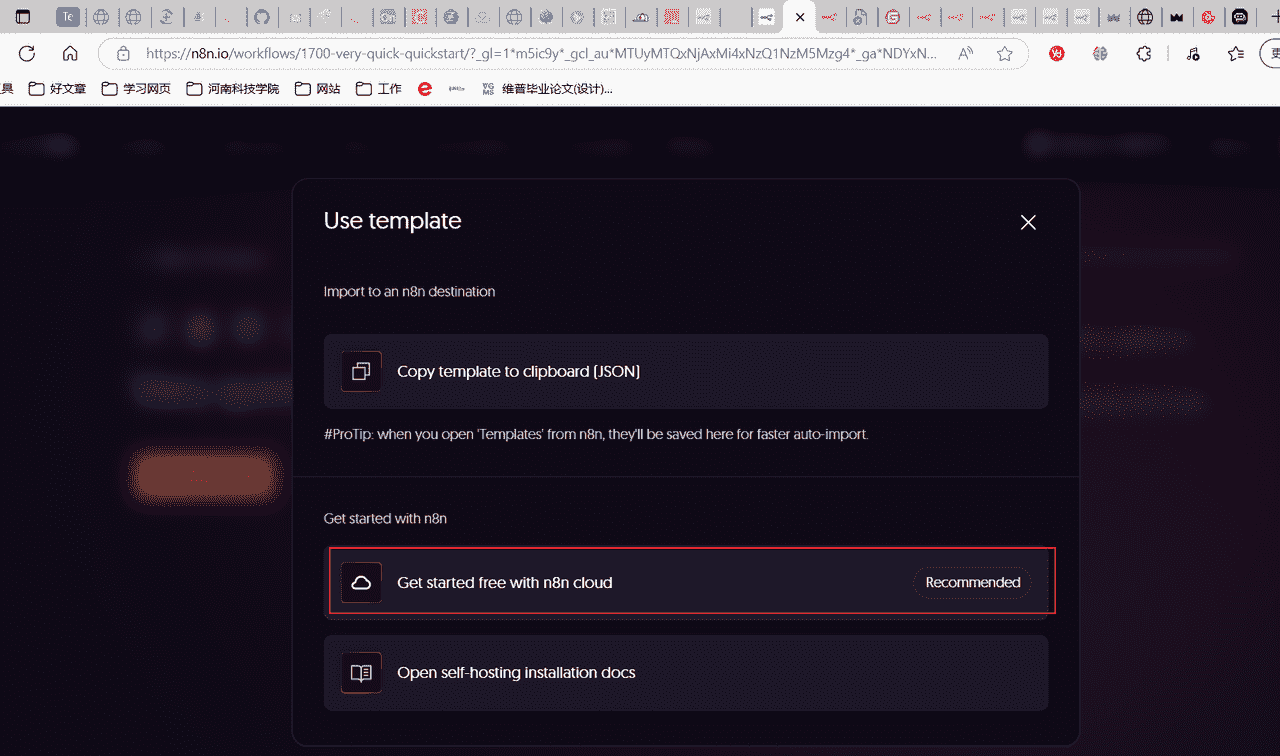 Te
https://n8n.io/workflows/1700-very-quick-quickstart/?_gl=1*m5ic9y*_gcl_au*MTUyMTQxNjAxMi4xNzQ1NzM5Mzg4*_ga*NDYxN...
具 好文章 学习网页 河南科技学院 网站 工作 维普毕业论文(设计)...
Use template
Import to an n8n destination
Copy template to clipboard (JSON)
#ProTip: when you open 'Templates' from n8n, they'll be saved here for faster auto-import.
Get started with n8n
Get started free with n8n cloud Recommended
Open self-hosting installation docs